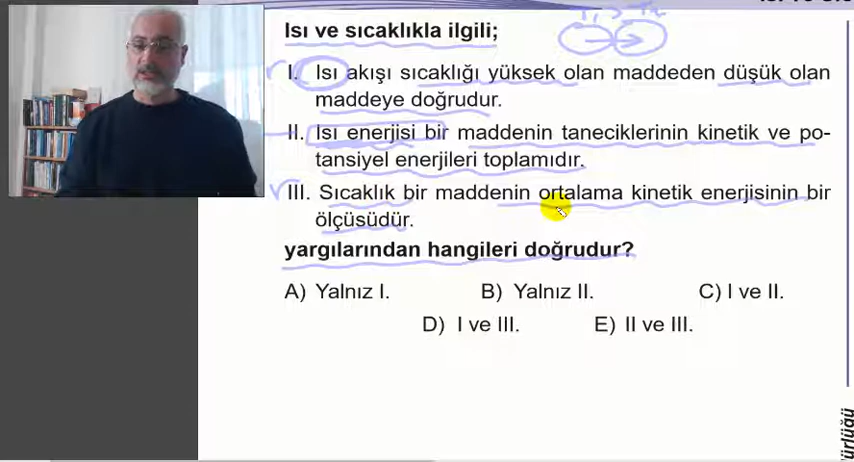 Isı ve sıcaklıkla ilgili;
I. Isı akışı sıcaklığı yüksek olan maddeden düşük olan
maddeye doğrudur.
II. Isı enerjisi bir maddenin taneciklerinin kinetik ve po-
tansiyel enerjileri toplamıdır.
III. Sıcaklık bir maddenin ortalama kinetik enerjisinin bir
ölçüsüdür.
yargılarından hangileri doğrudur?
A) Yalnız I. B) Yalnız II. C) I ve II.
D) I ve III. E) II ve III.